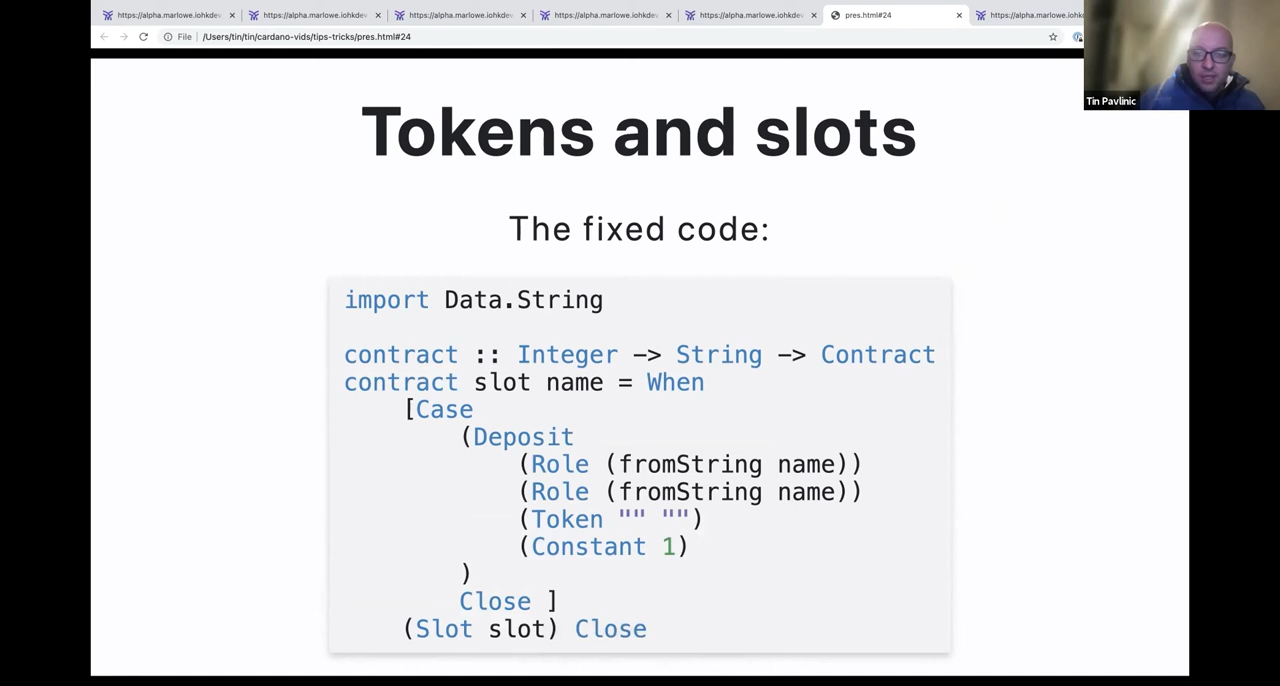 https://alpha.marlowe.iohkdev × https://alpha.marlowe.iohkdev × https://alpha.marlowe.iohkdev × https://alpha.marlowe.iohkdev × https://alpha.marlowe.iohkdev × pres.html#24 × https://alpha.marlowe.iohkde
File /Users/tin/tin/cardano-vids/tips-tricks/pres.html#24
Tin Pavlinic
Tokens and slots
The fixed code:
import Data.String
contract :: Integer -> String -> Contract
contract slot name = When
[Case
(Deposit
(Role (fromString name))
(Role (fromString name))
(Token "" "")
(Constant 1)
)
Close ]
(Slot slot) Close